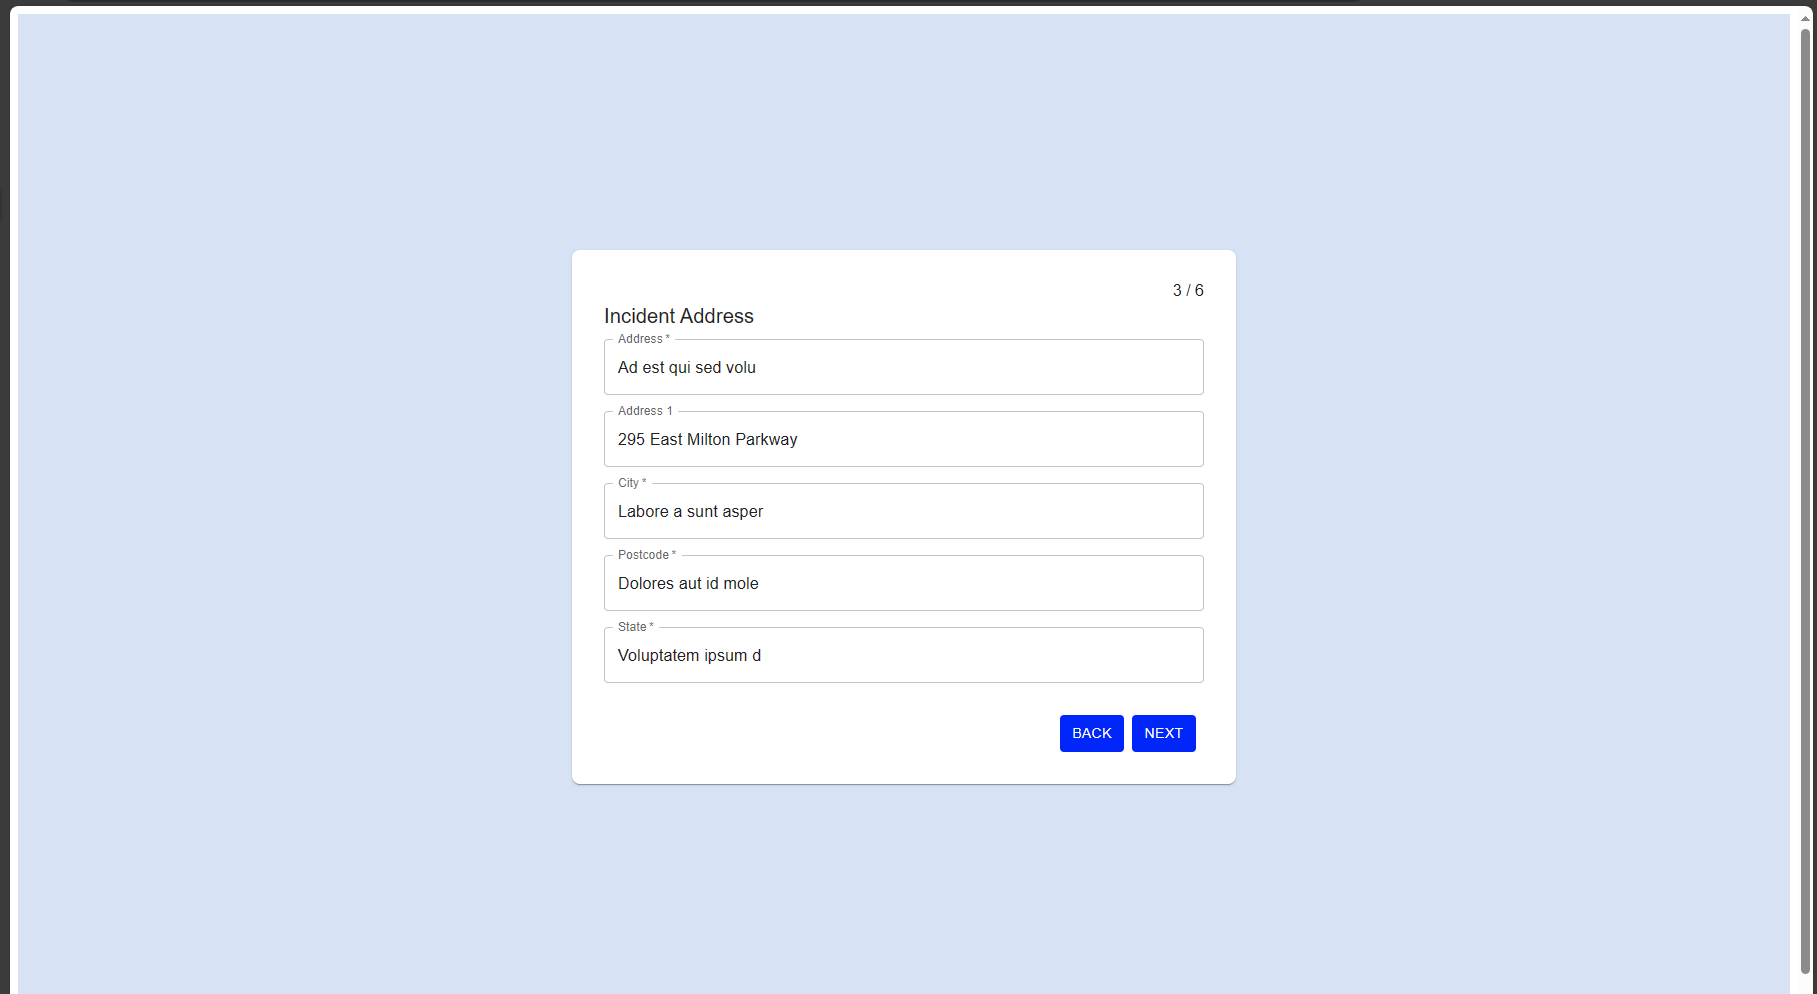 3 / 6
Incident Address
Address *
Ad est qui sed volu
Address 1
295 East Milton Parkway
City *
Labore a sunt asper
Postcode *
Dolores aut id mole
State *
Voluptatem ipsum d
BACK NEXT